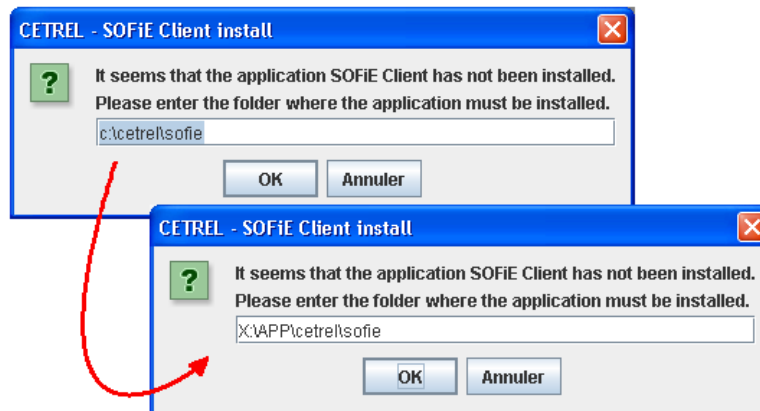 CETREL - SOFiE Client install
It seems that the application SOFiE Client has not been installed.
Please enter the folder where the application must be installed.
c:\cetrel\sofie
OK Annuler
CETREL - SOFiE Client install
It seems that the application SOFiE Client has not been installed.
Please enter the folder where the application must be installed.
X:\APP\cetrel\sofie
OK Annuler